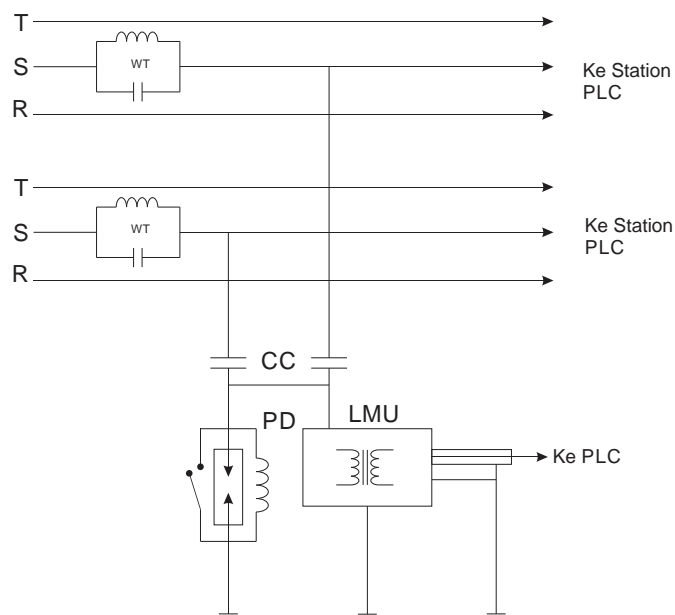 T
S
WT
R
Ke Station
PLC
T
S
WT
R
Ke Station
PLC
CC
PD
LMU
Ke PLC